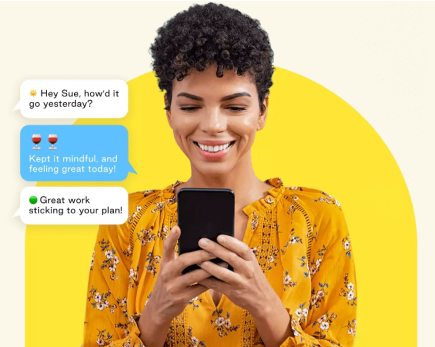 Hey Sue, how'd it
go yesterday?
Kept it mindful, and
feeling great today!
Great work
sticking to your plan!